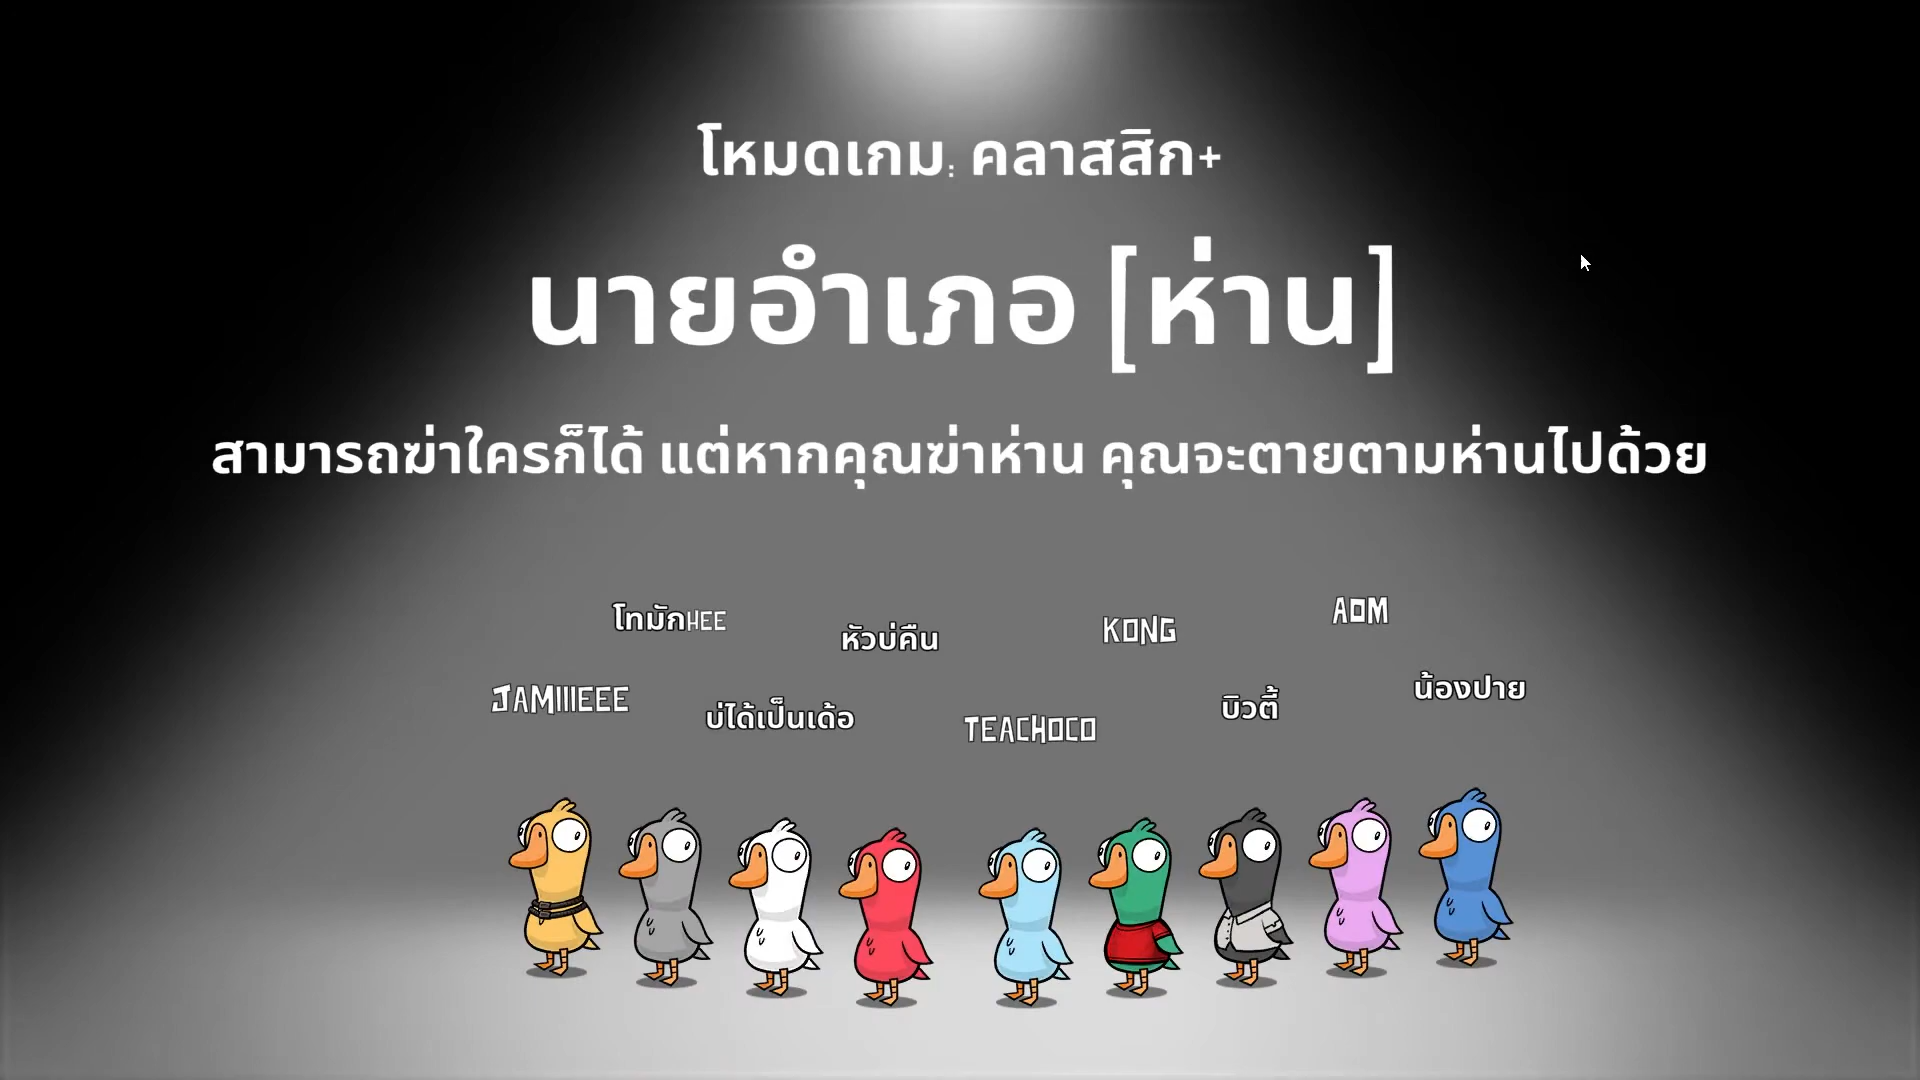 โหมดเกม: คลาสสิก+
นายอำเภอ [ห่าน]
สามารถฆ่าใครก็ได้ แต่หากคุณฆ่าห่าน คุณจะตายตามห่านไปด้วย
โทมักHEE
หัวบ่คืน
KONG
AOM
JAMIIIEEE
บ่ได้เป็นเด้อ
TEACHOCO
บิวตี้
น้องปาย